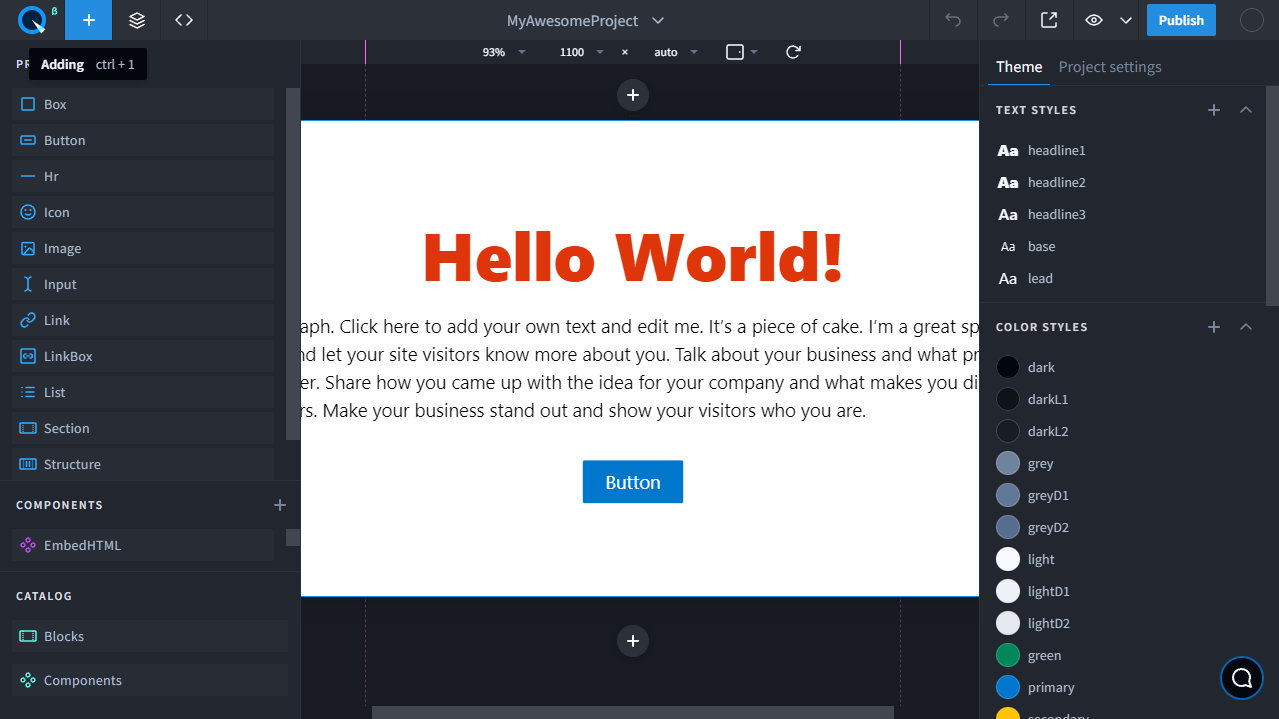 β
MyAwesomeProject
Publish
Adding ctrl + 1
93%
1100
×
auto
Theme
Project settings
Box
Button
Hr
Icon
Image
Input
Link
LinkBox
List
Section
Structure
COMPONENTS
EmbedHTML
CATALOG
Blocks
Components
Hello World!
aph. Click here to add your own text and edit me. It's a piece of cake. I'm a great sp
nd let your site visitors know more about you. Talk about your business and what pr
er. Share how you came up with the idea for your company and what makes you di
rs. Make your business stand out and show your visitors who you are.
Button
TEXT STYLES
Aa headline1
Aa headline2
Aa headline3
Aa base
Aa lead
COLOR STYLES
dark
darkL1
darkL2
grey
greyD1
greyD2
light
lightD1
lightD2
green
primary
secondary